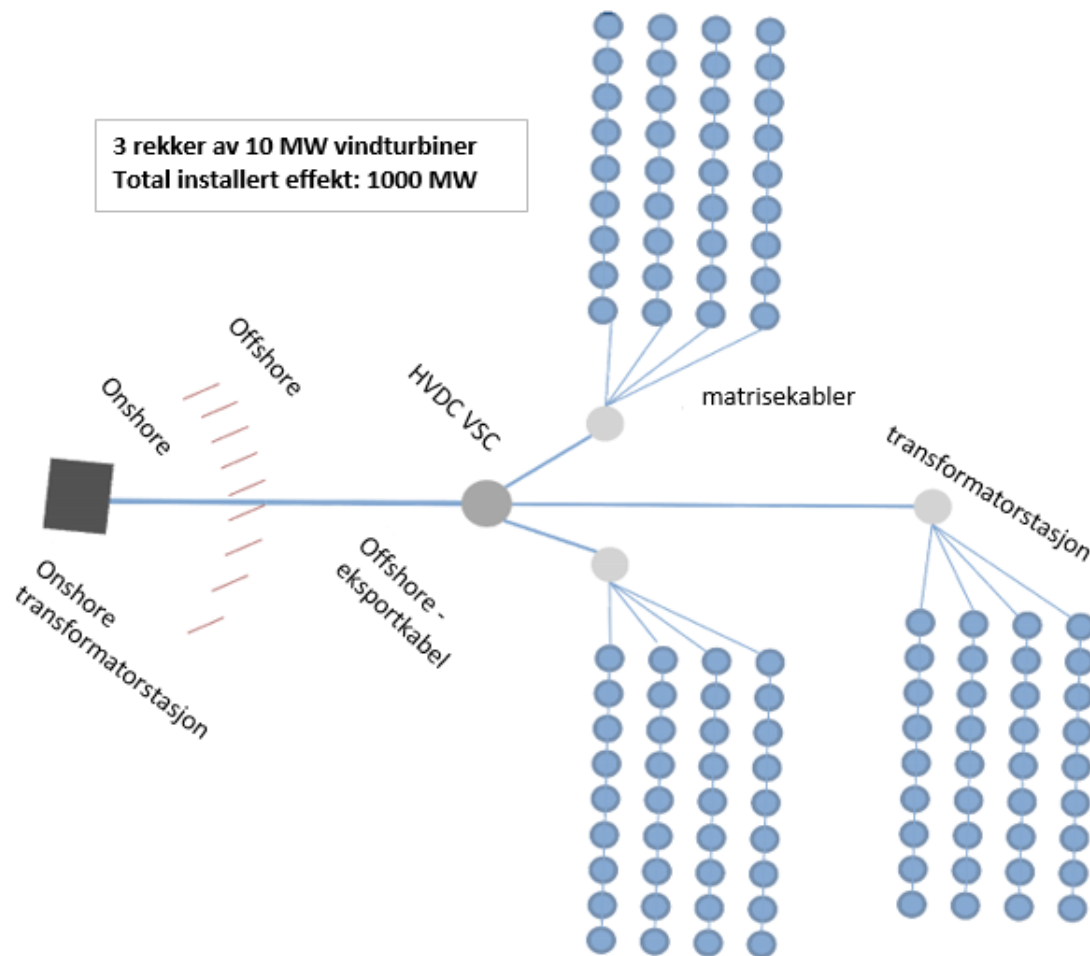 3 rekker av 10 MW vindturbiner
Total installert effekt: 1000 MW
Offshore
Onshore
HVDC VSC
matrisekabler
transformatorstasjon
Offshore -
eksportkabel
Onshore
transformatorstasjon